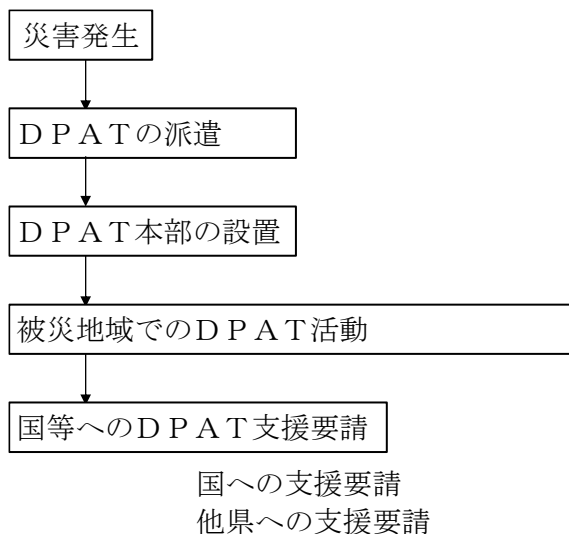 災害発生
ＤＰＡＴの派遣
ＤＰＡＴ本部の設置
被災地域でのＤＰＡＴ活動
国等へのＤＰＡＴ支援要請
国への支援要請
他県への支援要請